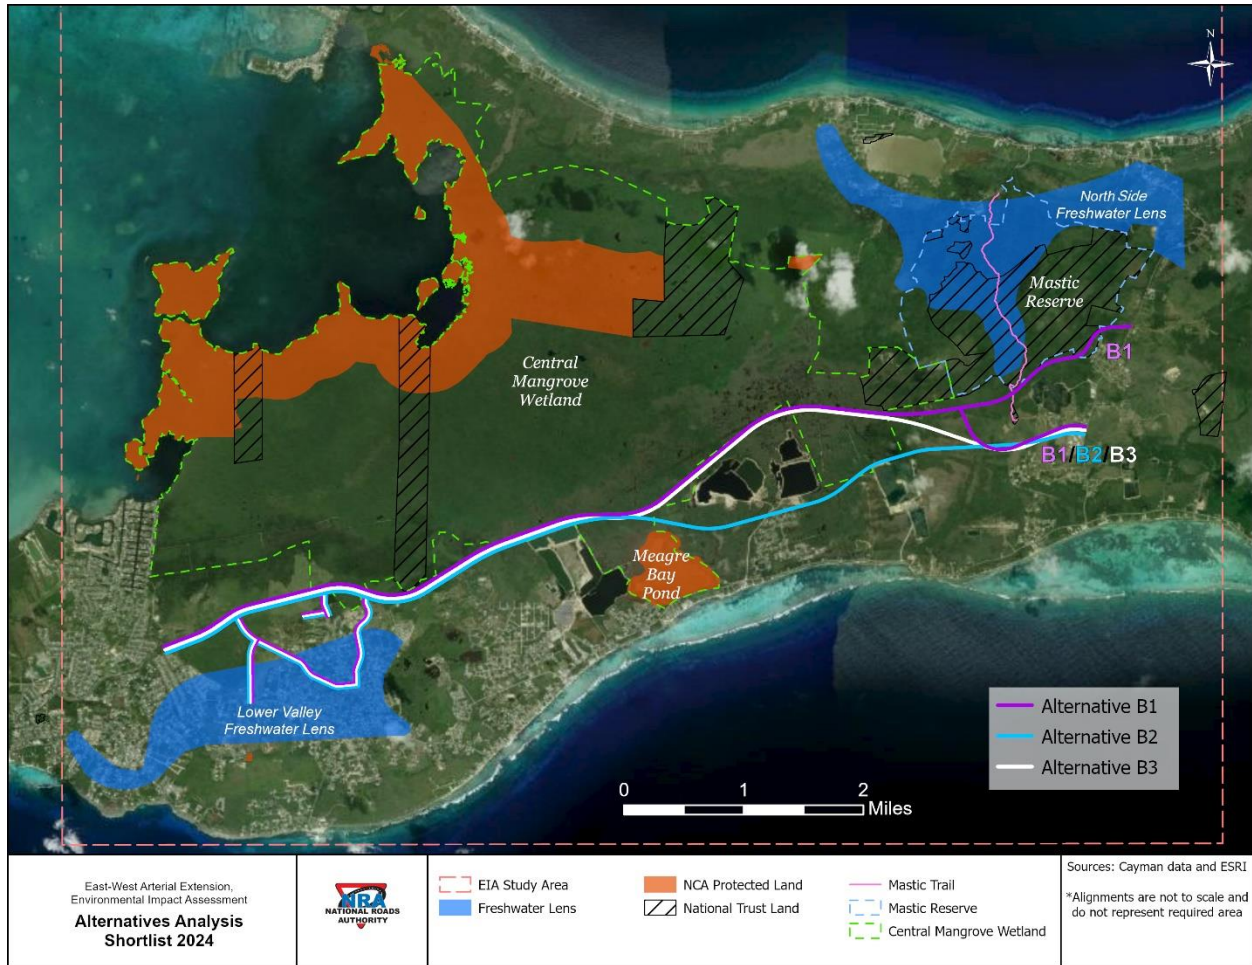 N
North Side
Freshwater Lens
Mastic
Reserve
B1
Central
Mangrove
Wetland
B1/B2/B3
Meagre
Bay
Pond
Lower Valley
Freshwater Lens
Alternative B1
Alternative B2
Alternative B3
0 1 2
Miles
East-West Arterial Extension,
Environmental Impact Assessment
Alternatives Analysis
Shortlist 2024
NRA
NATIONAL ROADS
AUTHORITY
EIA Study Area
Freshwater Lens
NCA Protected Land
National Trust Land
Mastic Trail
Mastic Reserve
Central Mangrove Wetland
Sources: Cayman data and ESRI
*Alignments are not to scale and
do not represent required area